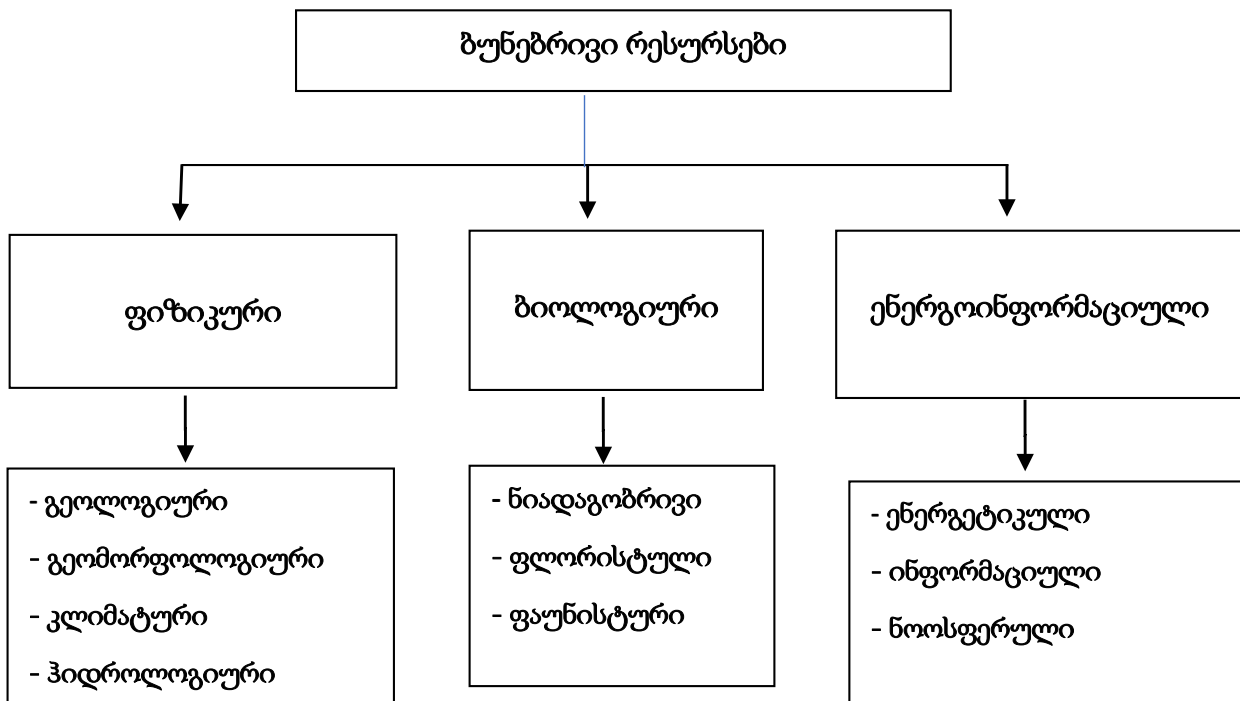 ბუნებრივი რესურსები
ფიზიკური
ბიოლოგიური
ენერგოინფორმაციული
- გეოლოგიური
- გეომორფოლოგიური
- კლიმატური
- ჰიდროლოგიური
- ნიადაგობრივი
- ფლორისტული
- ფაუნისტური
- ენერგეტიკული
- ინფორმაციული
- ნოოსფერული